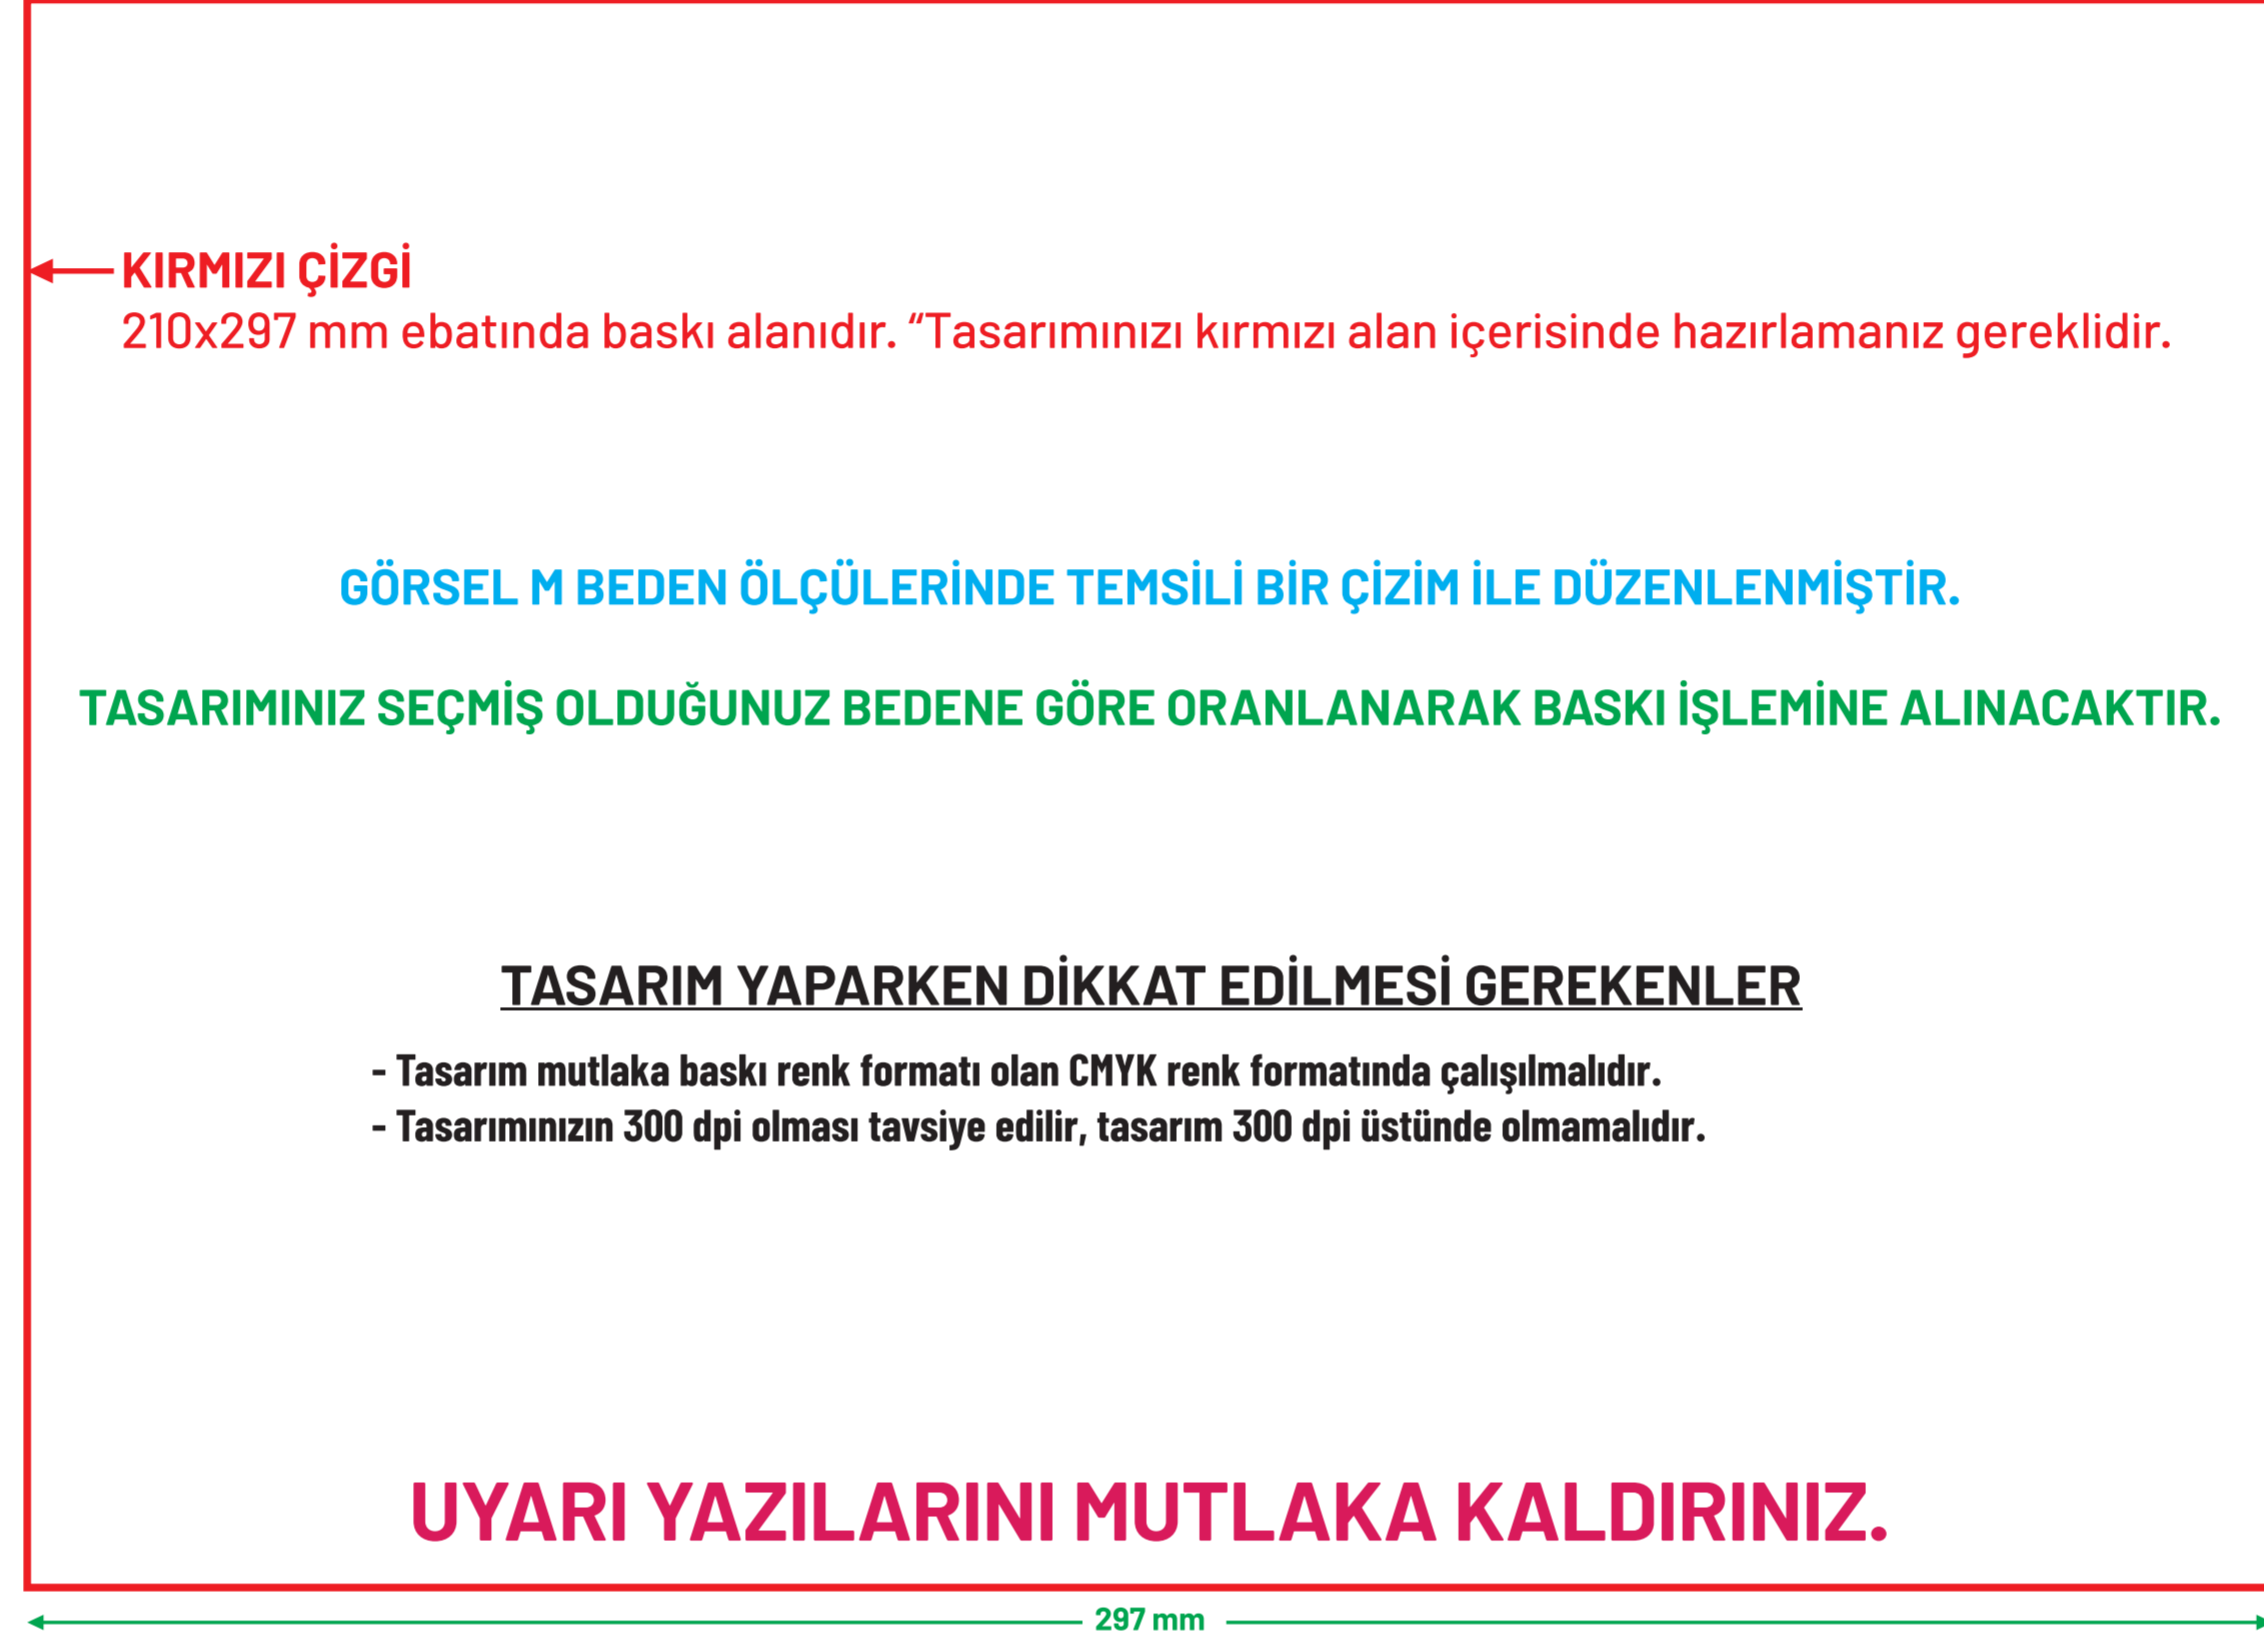 KIRMIZI ÇİZGİ
210x297 mm ebatında baskı alanıdır. “Tasarımınızı kırmızı alan içerisinde hazırlamanız gereklidir.
GÖRSEL M BEDEN ÖLÇÜLERİNDE TEMSİLİ BİR ÇİZİM İLE DÜZENLENMİŞTİR.
TASARIMINIZ SEÇMİŞ OLDUĞUNUZ BEDENE GÖRE ORANLANARAK BASKI İŞLEMİNE ALINACAKTIR.
TASARIM YAPARKEN DİKKAT EDİLMESİ GEREKENLER
- Tasarım mutlaka baskı renk formatı olan CMYK renk formatında çalışılmalıdır.
- Tasarımınızın 300 dpi olması tavsiye edilir, tasarım 300 dpi üstünde olmamalıdır.
UYARI YAZILARINI MUTLAKA KALDIRINIZ.
297 mm